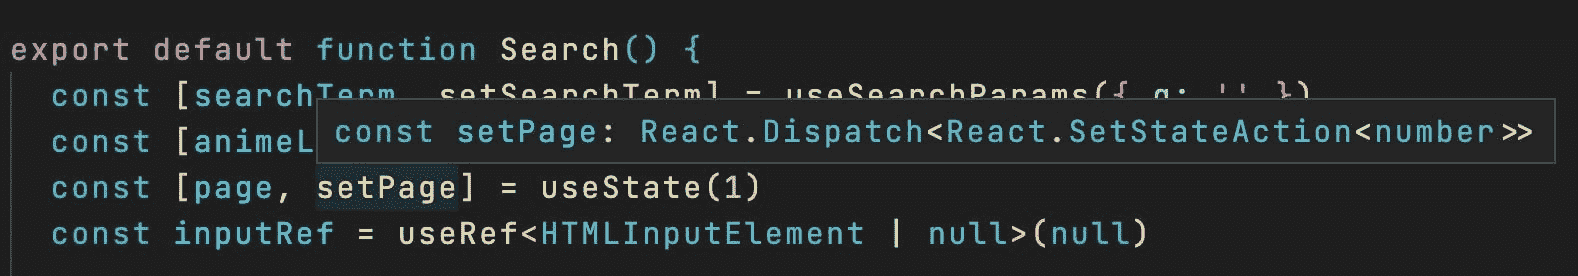 export default function Search() {
const [searchTerm, setSearchTerm] = useSearchParams({ q: '' })
const [animeL
const setPage: React.Dispatch<React.SetStateAction<number>>
const [page, setPage] = useState(1)
const inputRef = useRef<HTMLInputElement | null>(null)